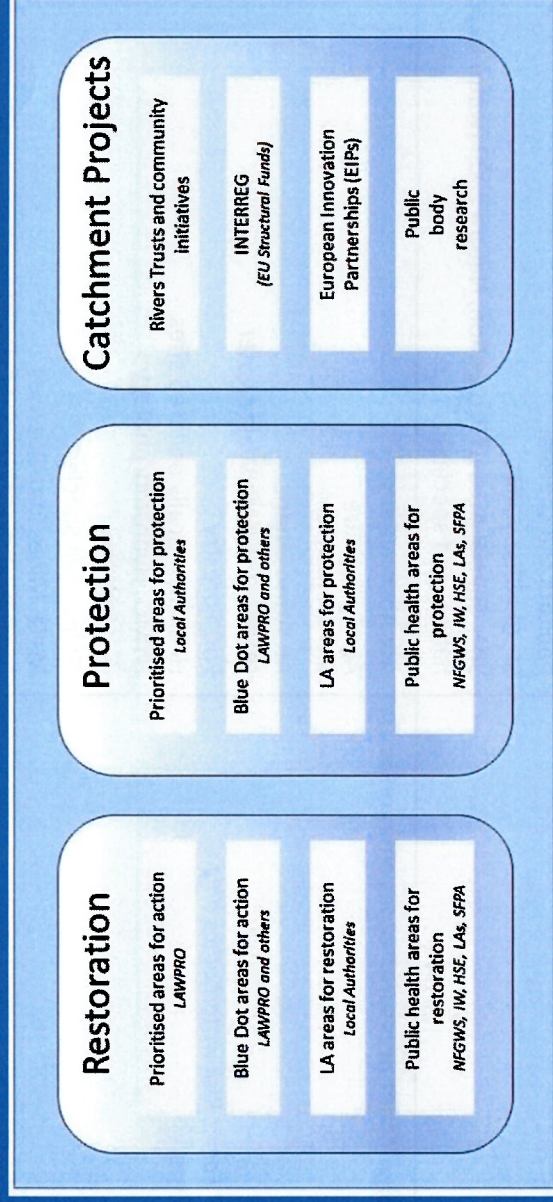 Restoration
Prioritised areas for action
LAWPRO
Blue Dot areas for action
LAWPRO and others
LA areas for restoration
Local Authorities
Public health areas for
restoration
NFGWS, IW, HSE, LAs, SFPA
Protection
Prioritised areas for protection
Local Authorities
Blue Dot areas for protection
LAWPRO and others
LA areas for protection
Local Authorities
Public health areas for
protection
NFGWS, IW, HSE, LAs, SFPA
Catchment Projects
Rivers Trusts and community
initiatives
INTERREG
(EU Structural Funds)
European Innovation
Partnerships (EIPs)
Public
body
research